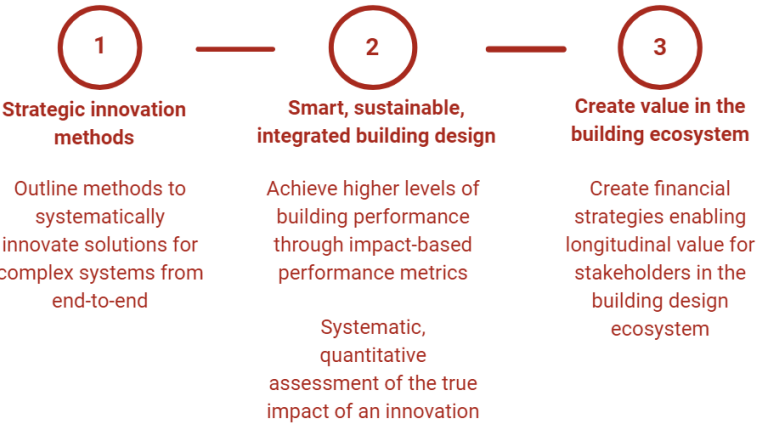 1
2
3
Strategic innovation
methods
Outline methods to
systematically
innovate solutions for
complex systems from
end-to-end
Smart, sustainable,
integrated building design
Achieve higher levels of
building performance
through impact-based
performance metrics
Systematic,
quantitative
assessment of the true
impact of an innovation
Create value in the
building ecosystem
Create financial
strategies enabling
longitudinal value for
stakeholders in the
building design
ecosystem